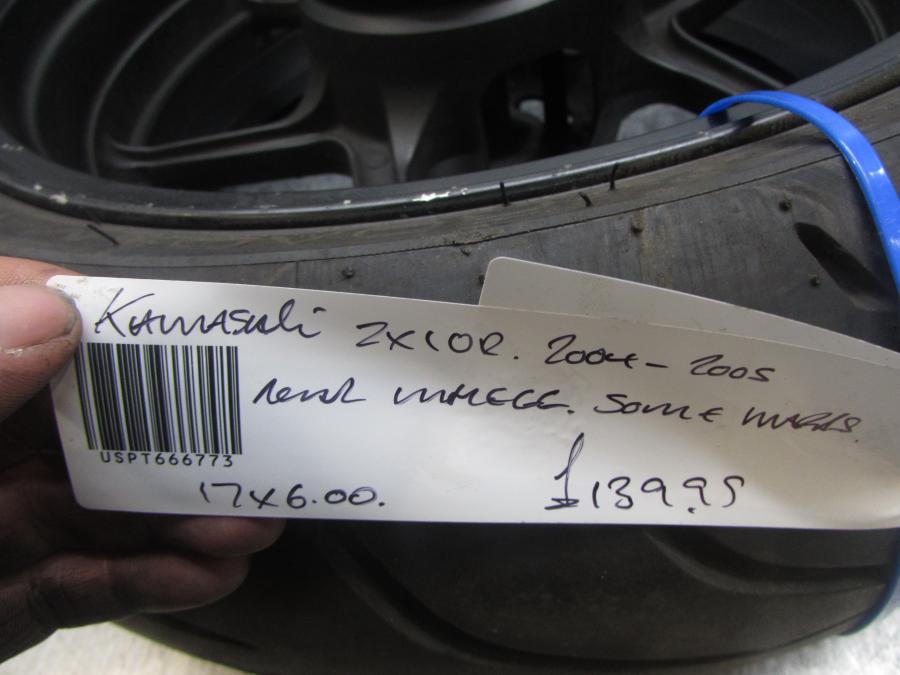 Kawasaki ZX10R. 2004-2005
Rear Wheel. Some marks.
USPT666773
17x6.00.
£139.95